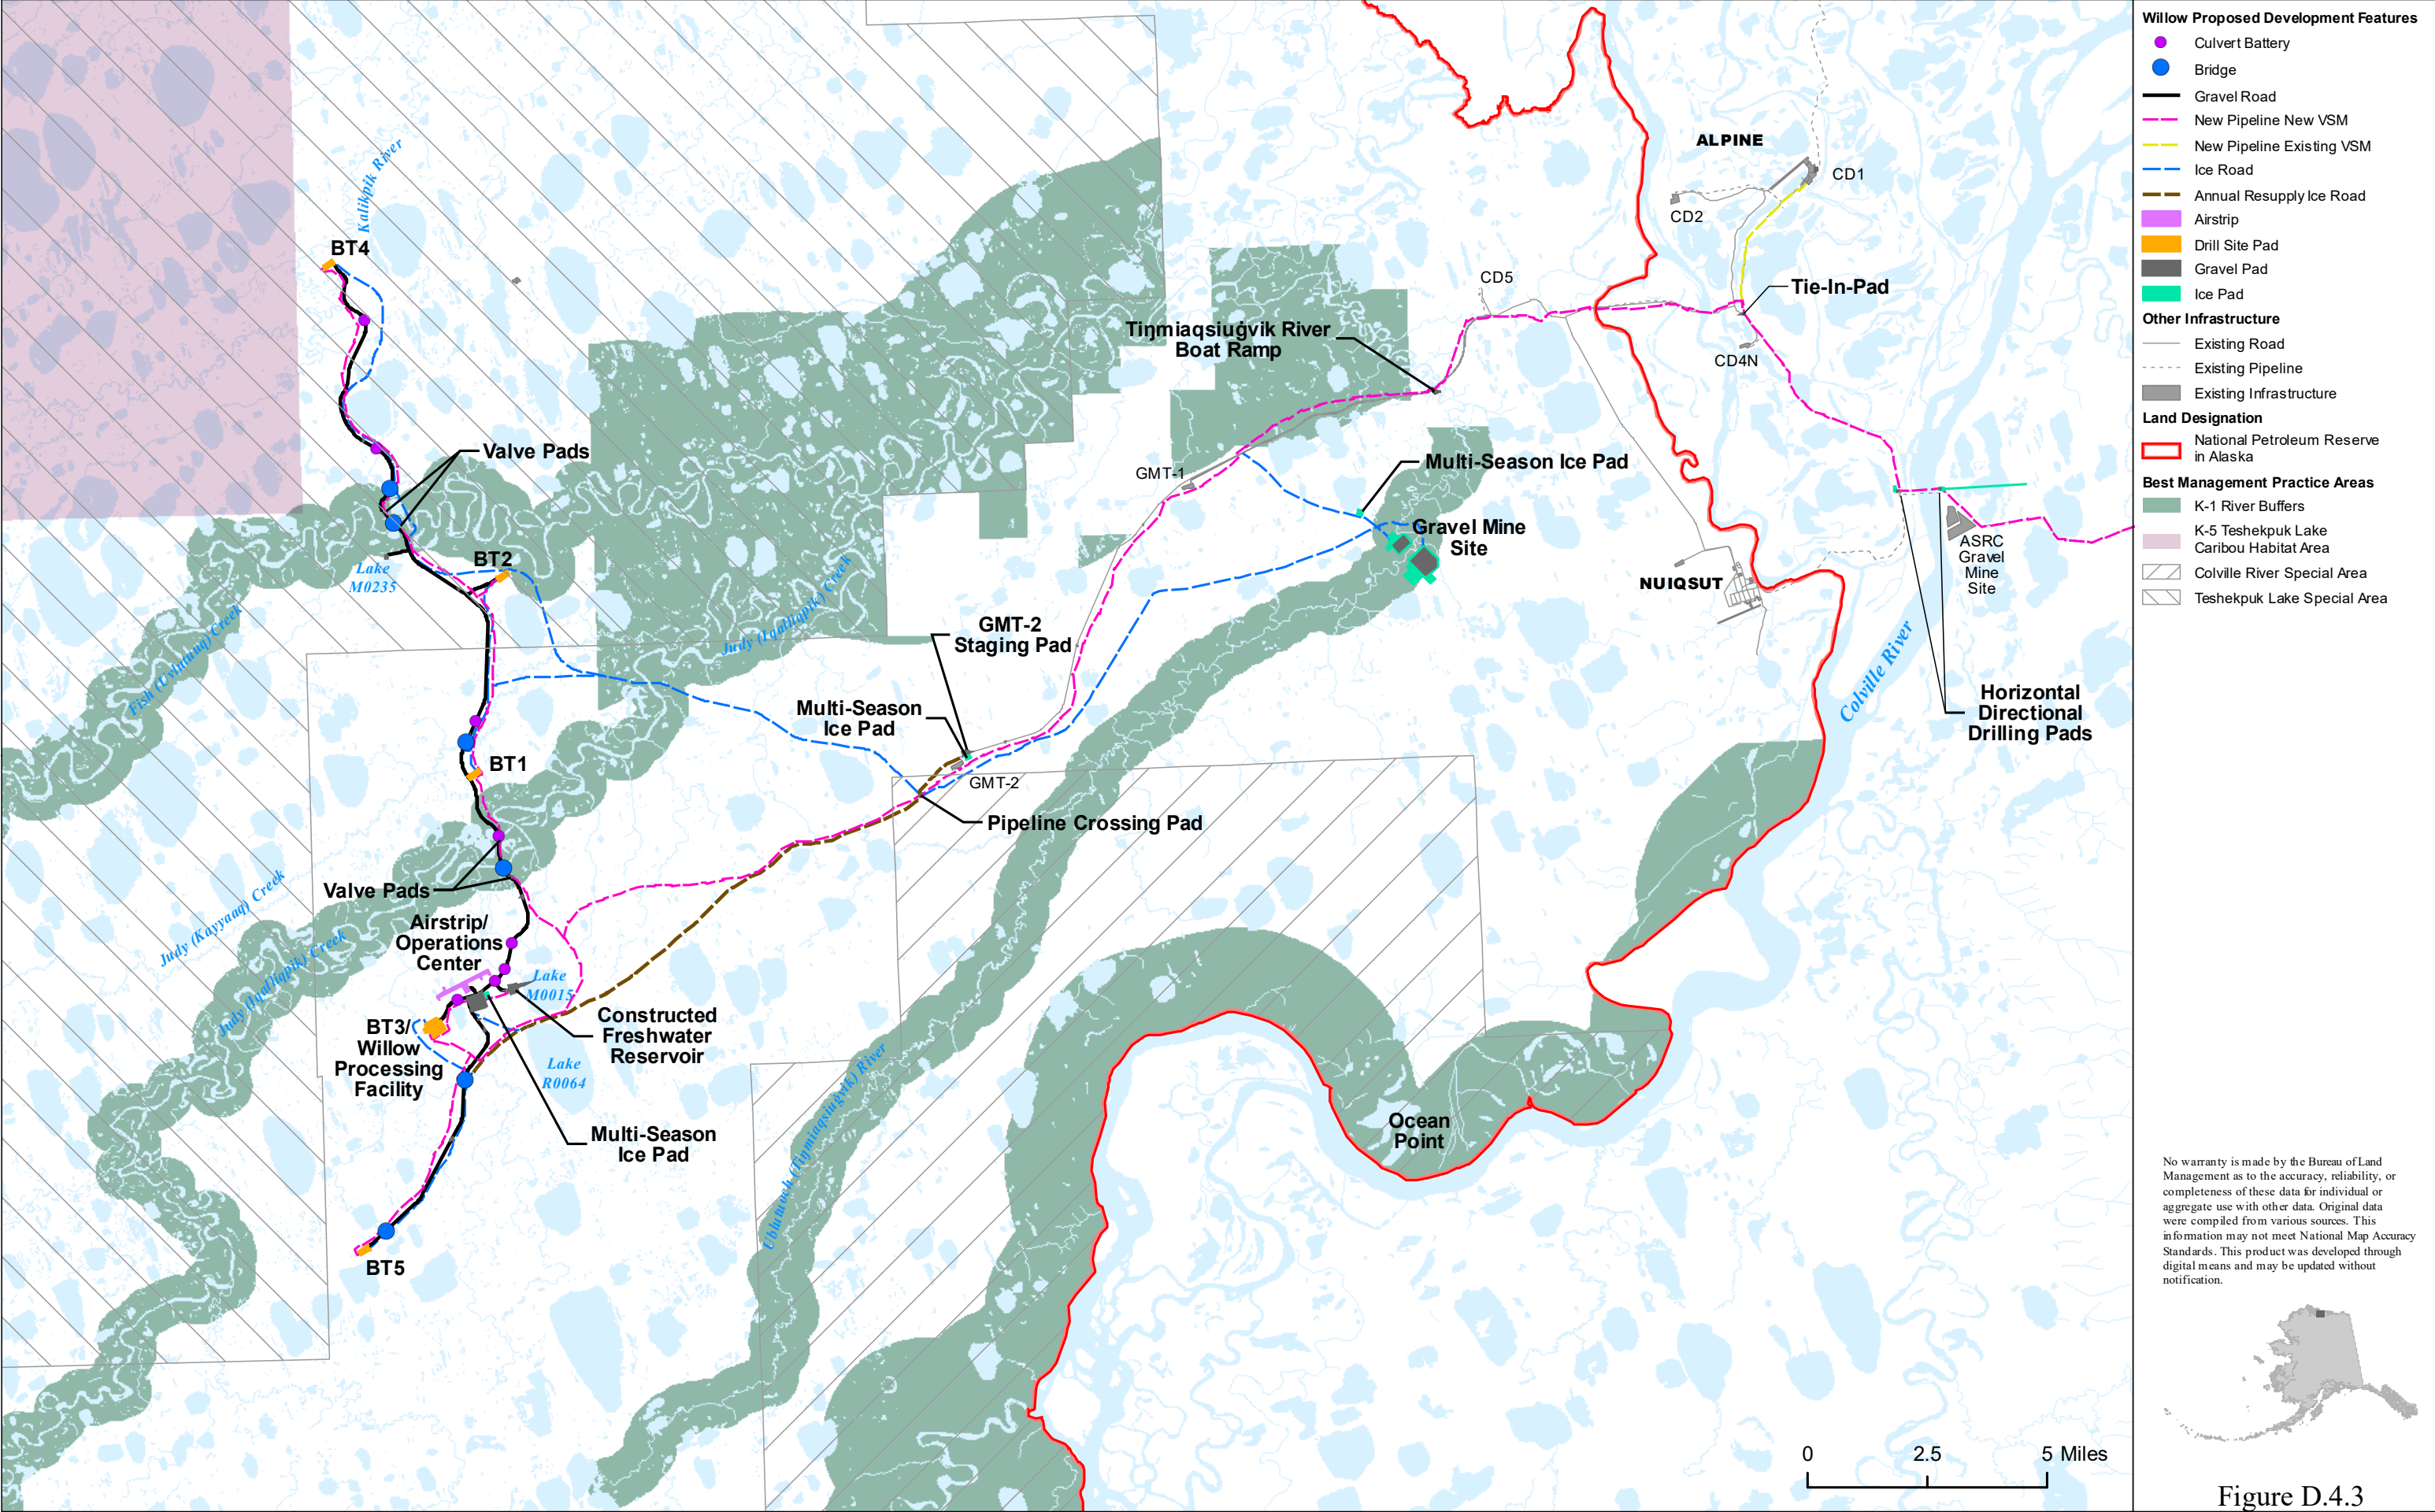 Kalikpik River
BT4
Valve Pads
Lake
M0235
BT2
Fish (Uvlutuuq) Creek
Judy (Iqalliqpik) Creek
BT1
Valve Pads
Judy (Kayyaaq) Creek
Judy (Iqalliqpik) Creek
Airstrip/
Operations
Center
Lake
M0015
BT3/
Willow
Processing
Facility
Constructed
Freshwater
Reservoir
Lake
R0064
Multi-Season
Ice Pad
BT5
Ublutuoch (Tiŋmiaqsiuġvik) River
GMT-2
Staging Pad
Multi-Season
Ice Pad
GMT-2
Pipeline Crossing Pad
GMT-1
Tiŋmiaqsiuġvik River
Boat Ramp
CD5
Multi-Season Ice Pad
Gravel Mine
Site
ALPINE
CD1
CD2
Tie-In-Pad
CD4N
NUIQSUT
ASRC
Gravel
Mine
Site
Colville River
Horizontal
Directional
Drilling Pads
Ocean
Point
0 2.5 5 Miles
Willow Proposed Development Features
Culvert Battery
Bridge
Gravel Road
New Pipeline New VSM
New Pipeline Existing VSM
Ice Road
Annual Resupply Ice Road
Airstrip
Drill Site Pad
Gravel Pad
Ice Pad
Other Infrastructure
Existing Road
Existing Pipeline
Existing Infrastructure
Land Designation
National Petroleum Reserve
in Alaska
Best Management Practice Areas
K-1 River Buffers
K-5 Teshekpuk Lake
Caribou Habitat Area
Colville River Special Area
Teshekpuk Lake Special Area
No warranty is made by the Bureau of Land
Management as to the accuracy, reliability, or
completeness of these data for individual or
aggregate use with other data. Original data
were compiled from various sources. This
information may not meet National Map Accuracy
Standards. This product was developed through
digital means and may be updated without
notification.
Figure D.4.3